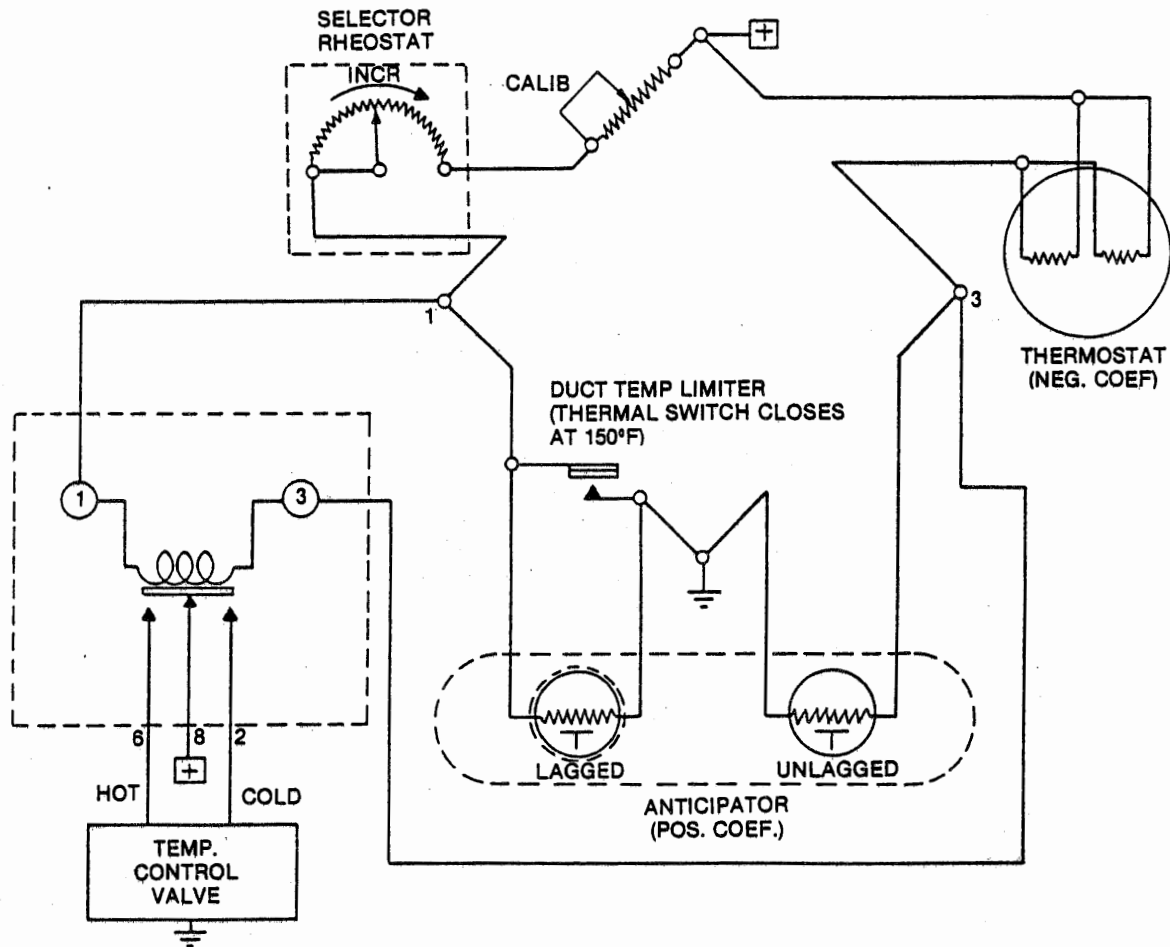 SELECTOR
RHEOSTAT
INCR
CALIB
+
1
3
THERMOSTAT
(NEG. COEF)
DUCT TEMP LIMITER
(THERMAL SWITCH CLOSES
AT 150°F)
1
3
6
8
2
+
HOT
COLD
LAGGED
UNLAGGED
ANTICIPATOR
(POS. COEF.)
TEMP.
CONTROL
VALVE